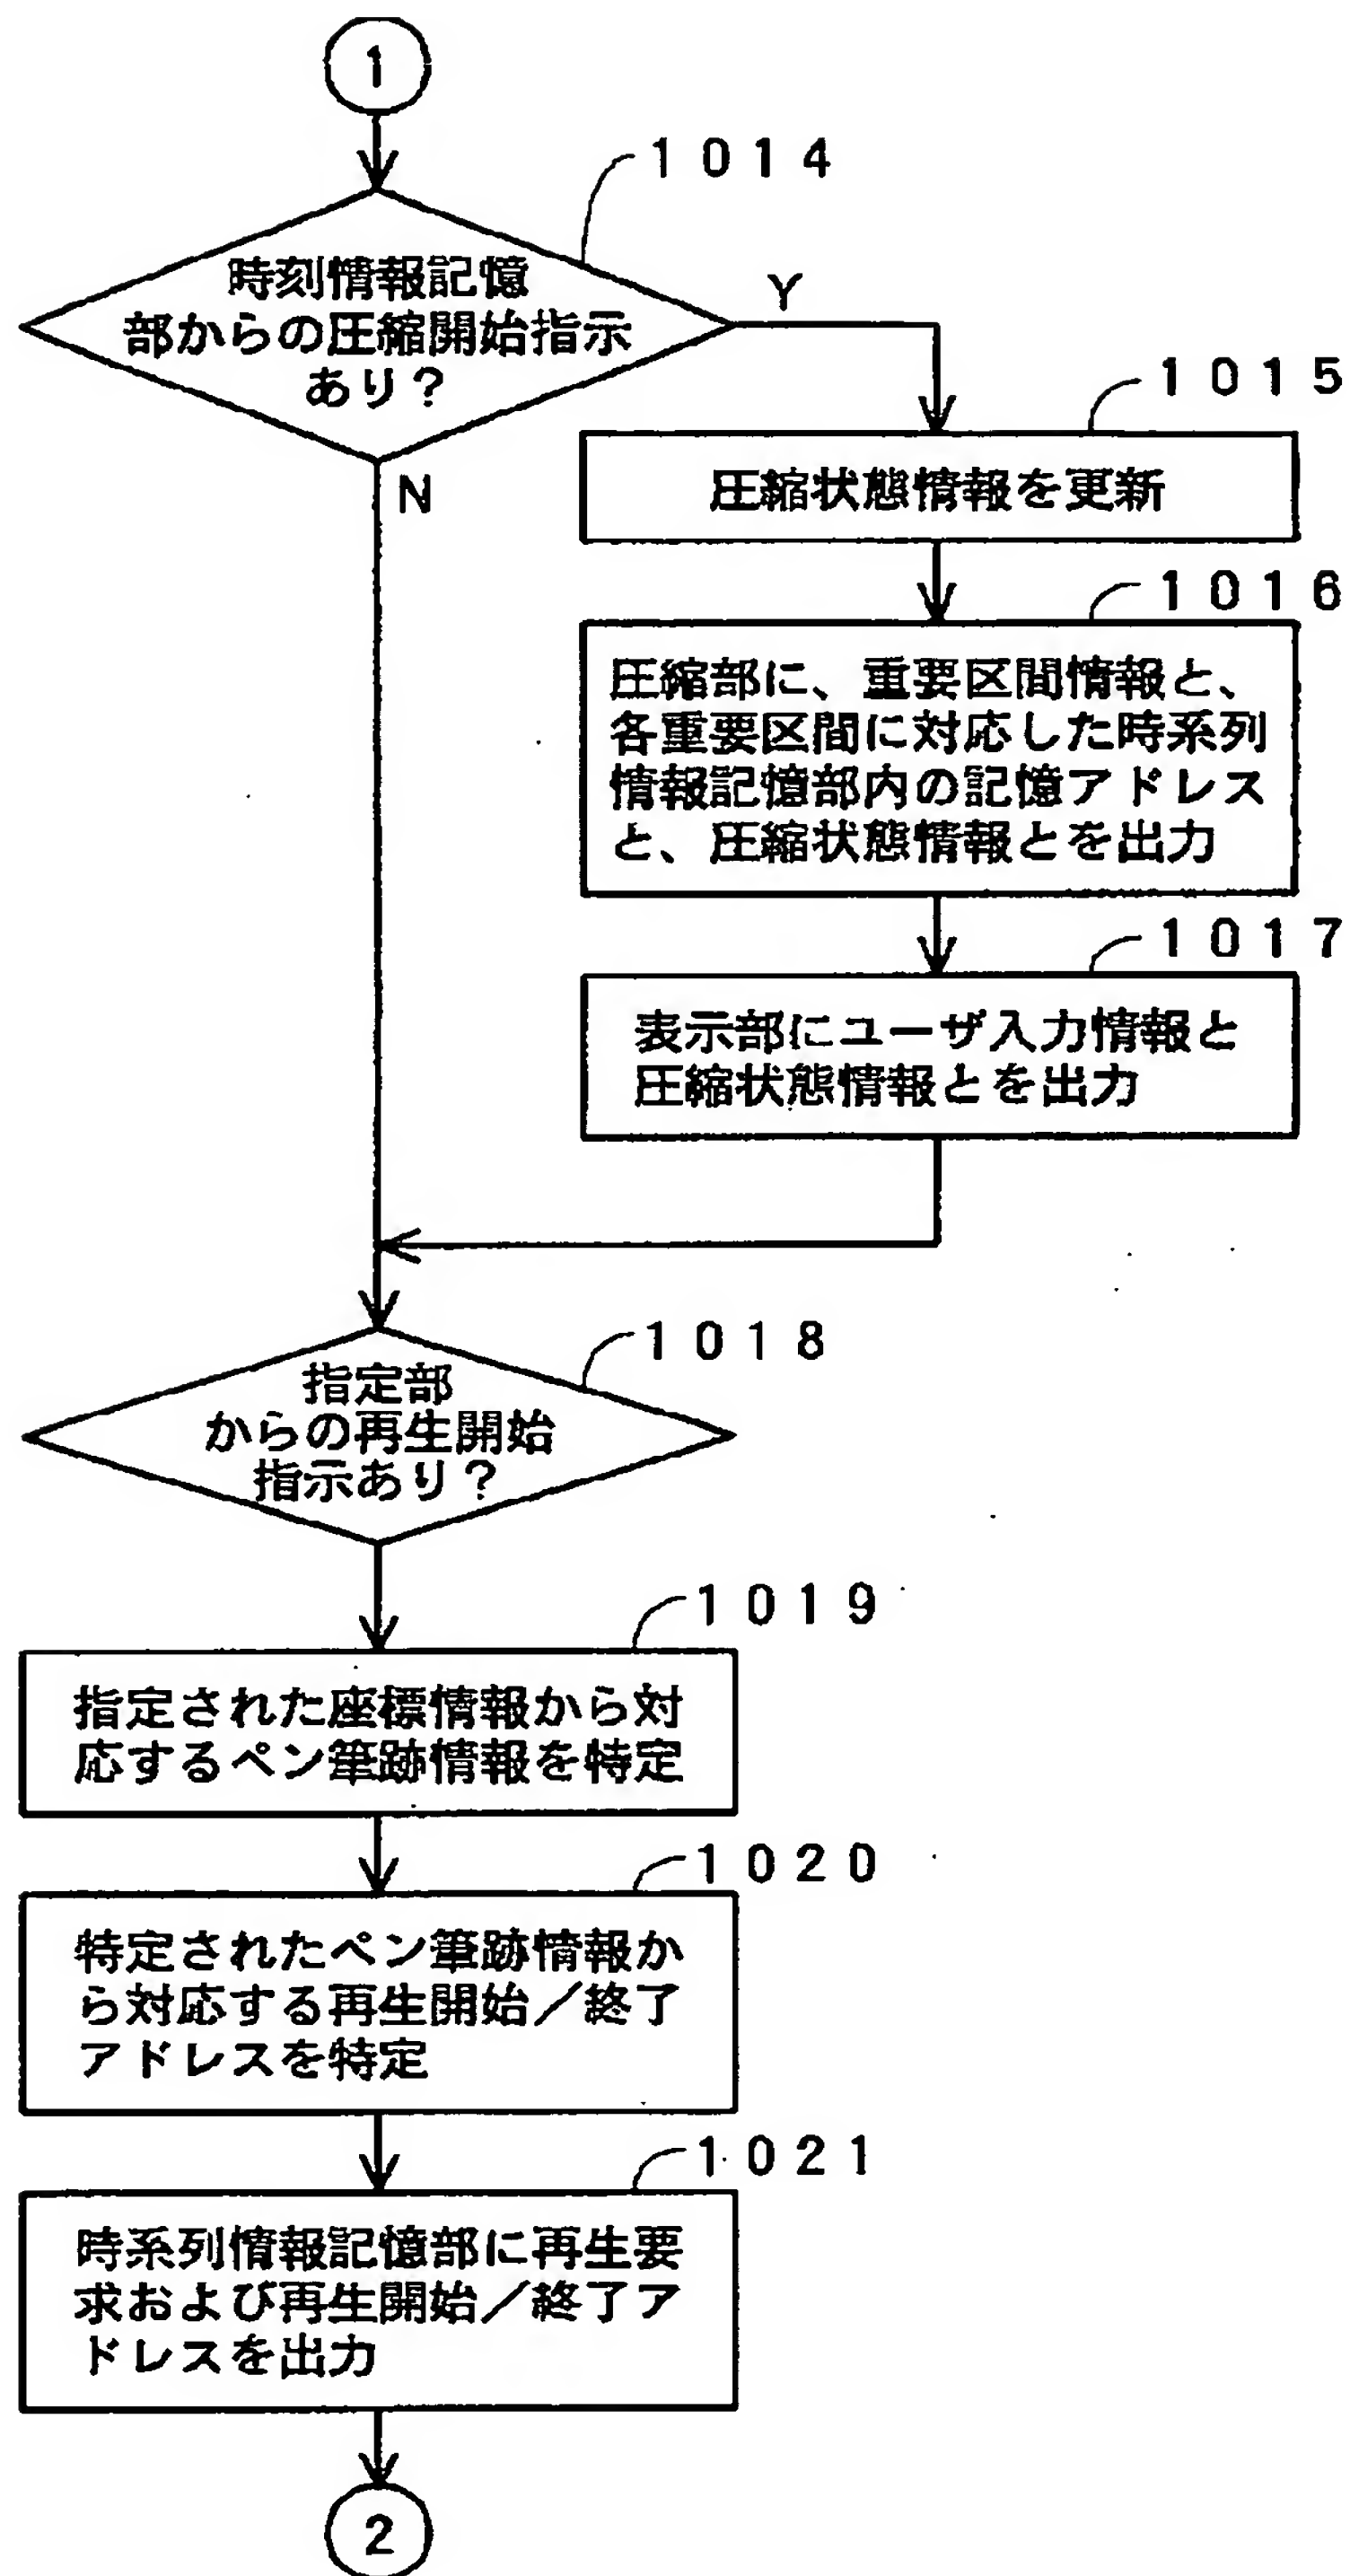 1
1014
時刻情報記憶
部からの圧縮開始指示
あり？
Y
N
1015
圧縮状態情報を更新
1016
圧縮部に、重要区間情報と、
各重要区間に対応した時系列
情報記憶部内の記憶アドレス
と、圧縮状態情報とを出力
1017
表示部にユーザ入力情報と
圧縮状態情報とを出力
1018
指定部
からの再生開始
指示あり？
1019
指定された座標情報から対
応するペン筆跡情報を特定
1020
特定されたペン筆跡情報か
ら対応する再生開始／終了
アドレスを特定
1021
時系列情報記憶部に再生要
求および再生開始／終了ア
ドレスを出力
2